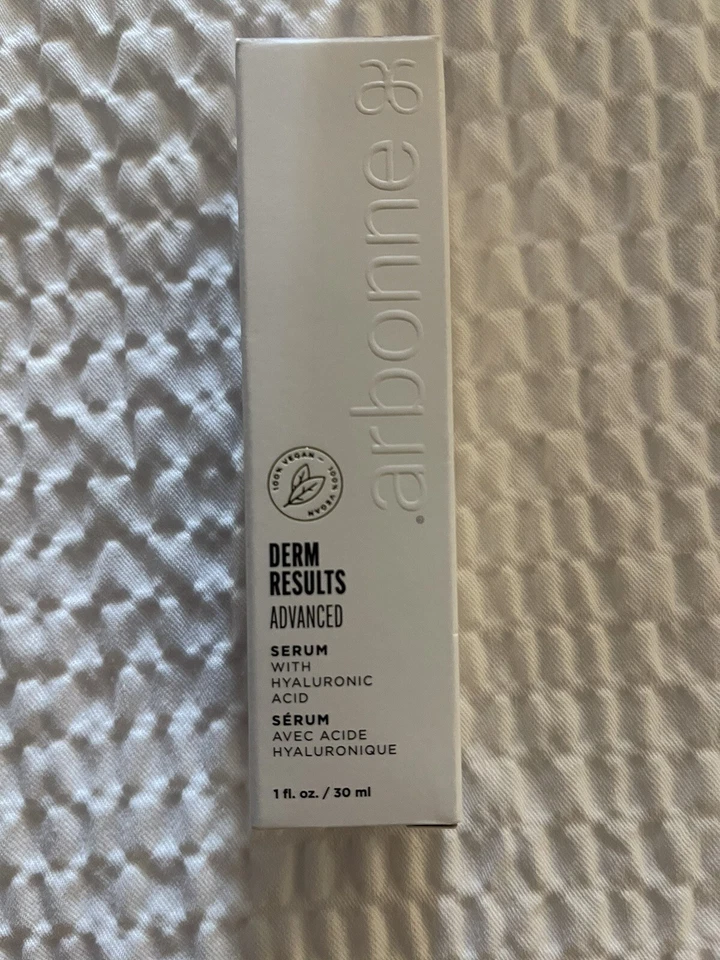 arbonne
100% VEGAN – 100% VEGAN
DERM
RESULTS
ADVANCED
SERUM
WITH
HYALURONIC
ACID
SÉRUM
AVEC ACIDE
HYALURONIQUE
1 fl. oz. / 30 ml